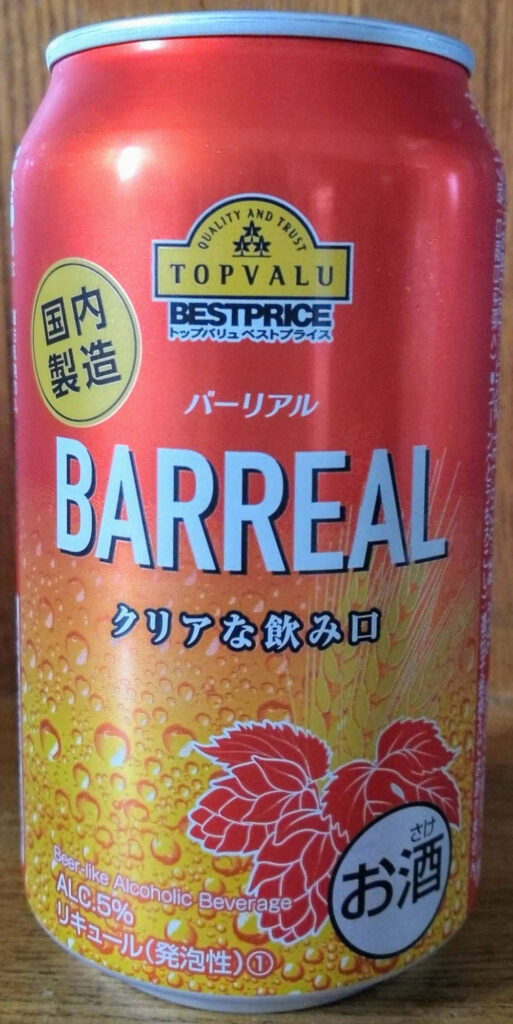 QUALITY AND TRUST
TOPVALU
BESTPRICE
トップバリュ ベストプライス
国内
製造
バーリアル
BARREAL
クリアな飲み口
さけ
お酒
Beer-like Alcoholic Beverage
ALC.5%
リキュール(発泡性)①